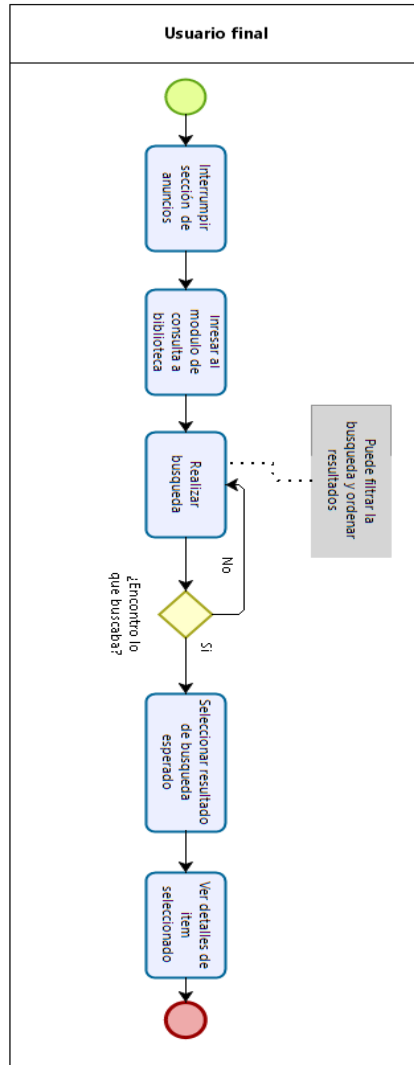 Usuario final
Interrumpir
sección de
anuncios
Inresar al
modulo de
consulta a
biblioteca
Realizar
busqueda
Puede filtrar la
busqueda y ordenar
resultados
No
¿Encontro lo
que buscaba?
Si
Seleccionar resultado
de busqueda
esperado
Ver detalles de
item
seleccionado